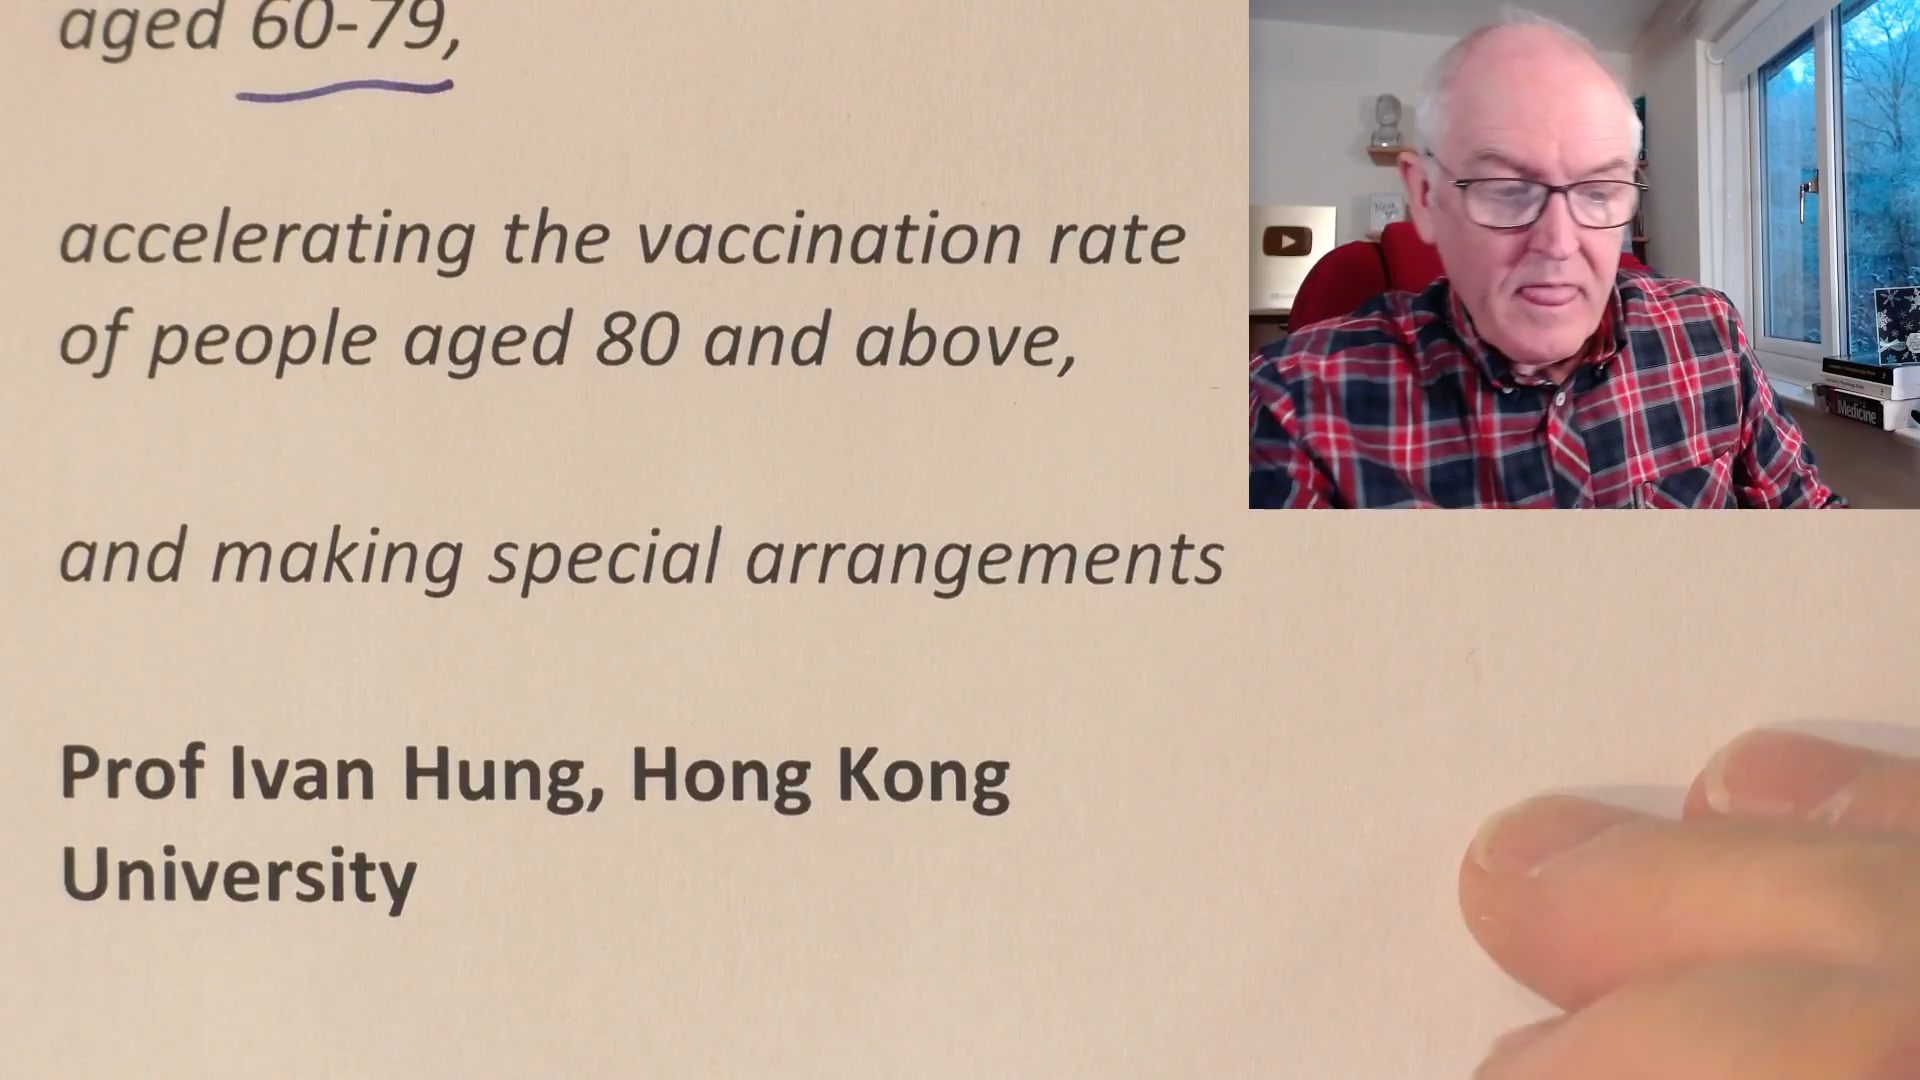 aged 60-79,
accelerating the vaccination rate
of people aged 80 and above,
and making special arrangements
Prof Ivan Hung, Hong Kong
University
Medicine